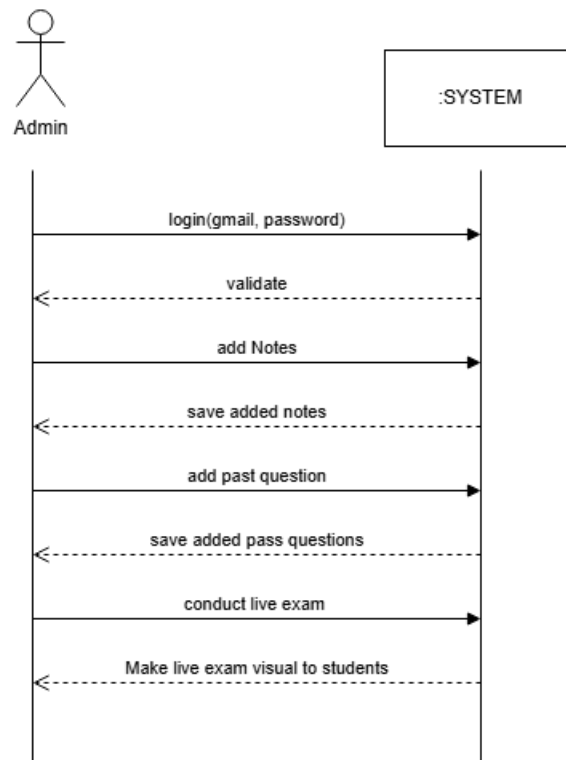 Admin
:SYSTEM
login(gmail, password)
validate
add Notes
save added notes
add past question
save added pass questions
conduct live exam
Make live exam visual to students